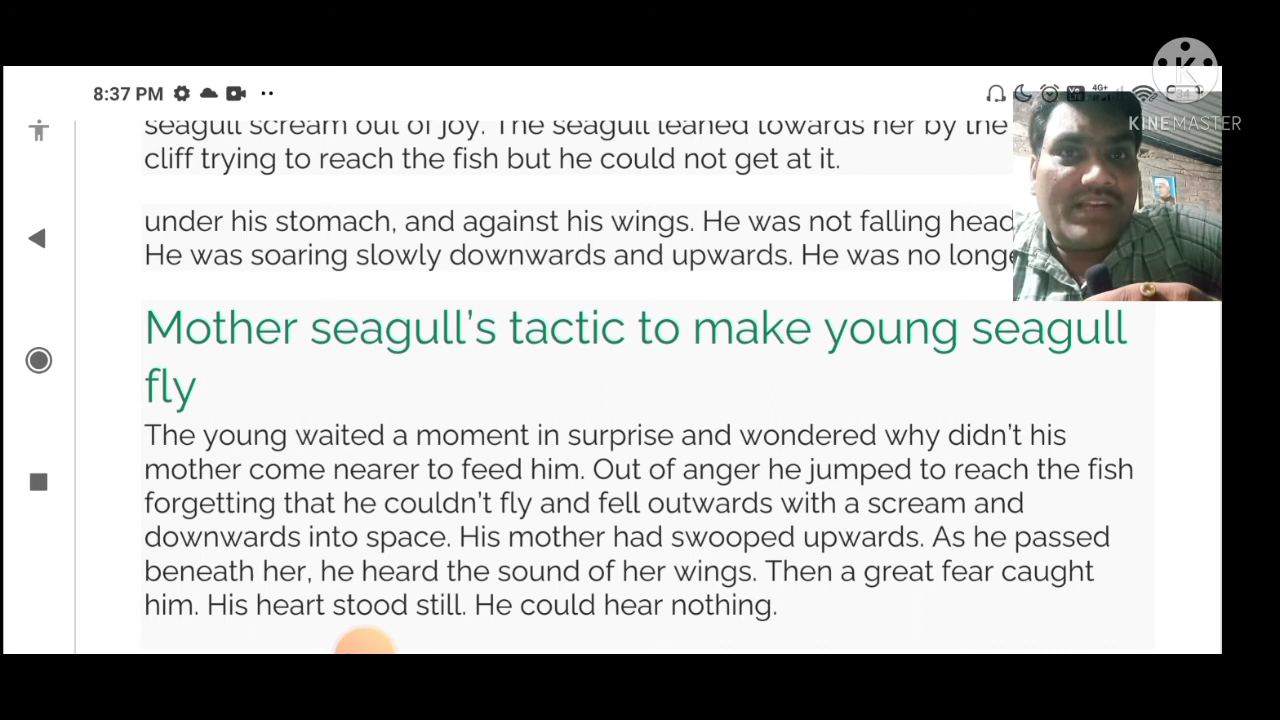 8:37 PM
4G+
34
KINEMASTER
seagull scream out of joy. The seagull leaned towards her by the
cliff trying to reach the fish but he could not get at it.
under his stomach, and against his wings. He was not falling head
He was soaring slowly downwards and upwards. He was no longe
Mother seagull's tactic to make young seagull
fly
The young waited a moment in surprise and wondered why didn't his
mother come nearer to feed him. Out of anger he jumped to reach the fish
forgetting that he couldn't fly and fell outwards with a scream and
downwards into space. His mother had swooped upwards. As he passed
beneath her, he heard the sound of her wings. Then a great fear caught
him. His heart stood still. He could hear nothing.